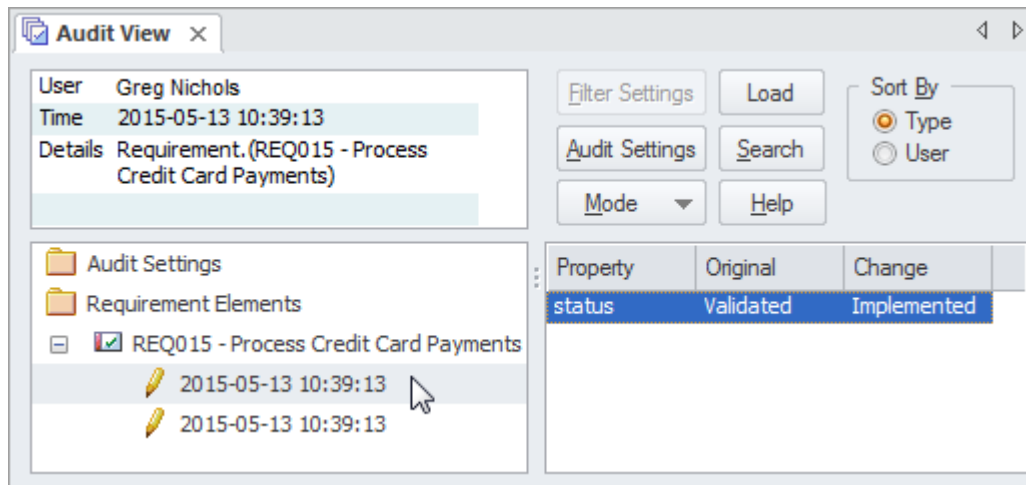 Audit View
User Greg Nichols
Time 2015-05-13 10:39:13
Details Requirement.(REQ015 - Process
Credit Card Payments)
Filter Settings Load
Audit Settings Search
Mode Help
Sort By
Type
User
Audit Settings
Requirement Elements
REQ015 - Process Credit Card Payments
2015-05-13 10:39:13
2015-05-13 10:39:13
Property Original Change
status Validated Implemented